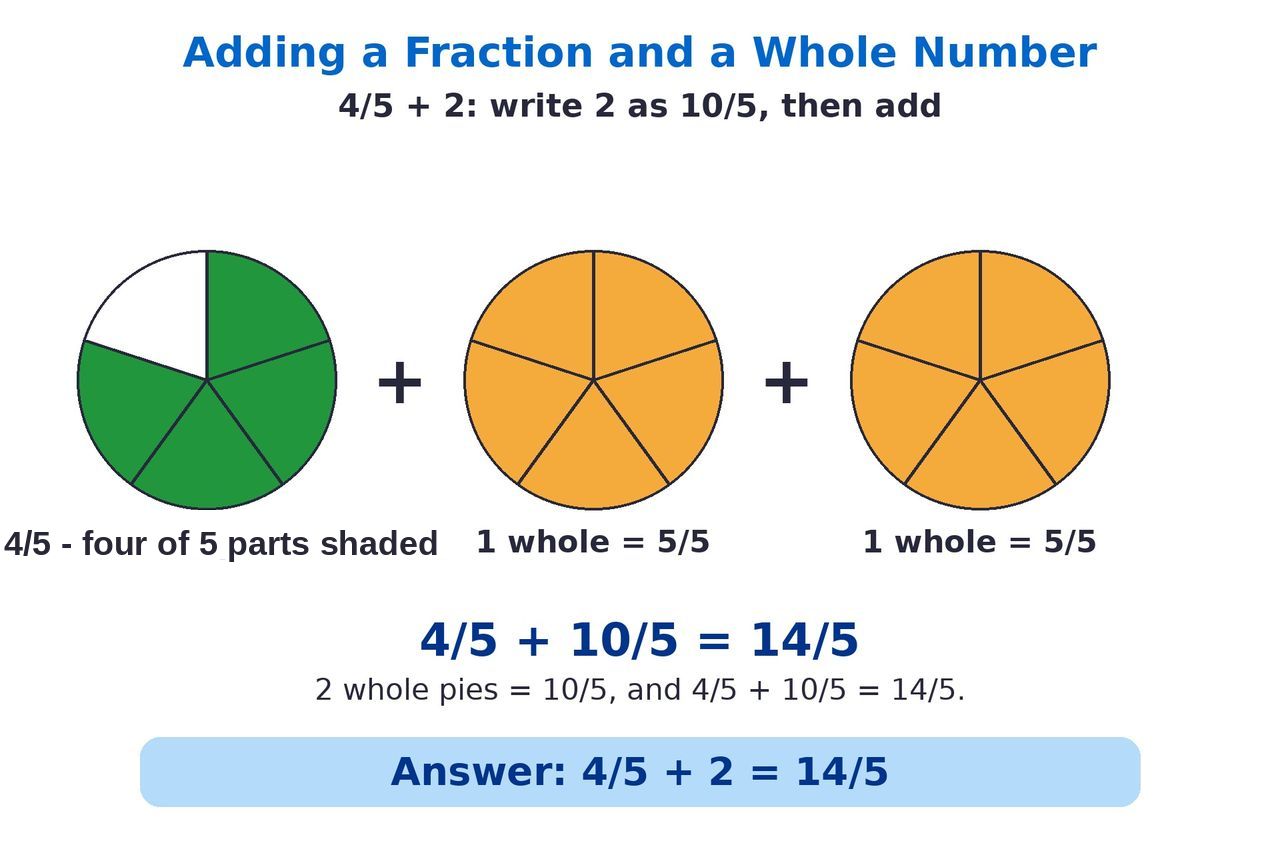 Adding a Fraction and a Whole Number
4/5 + 2: write 2 as 10/5, then add
+ +
4/5 - four of 5 parts shaded 1 whole = 5/5 1 whole = 5/5
4/5 + 10/5 = 14/5
2 whole pies = 10/5, and 4/5 + 10/5 = 14/5.
Answer: 4/5 + 2 = 14/5